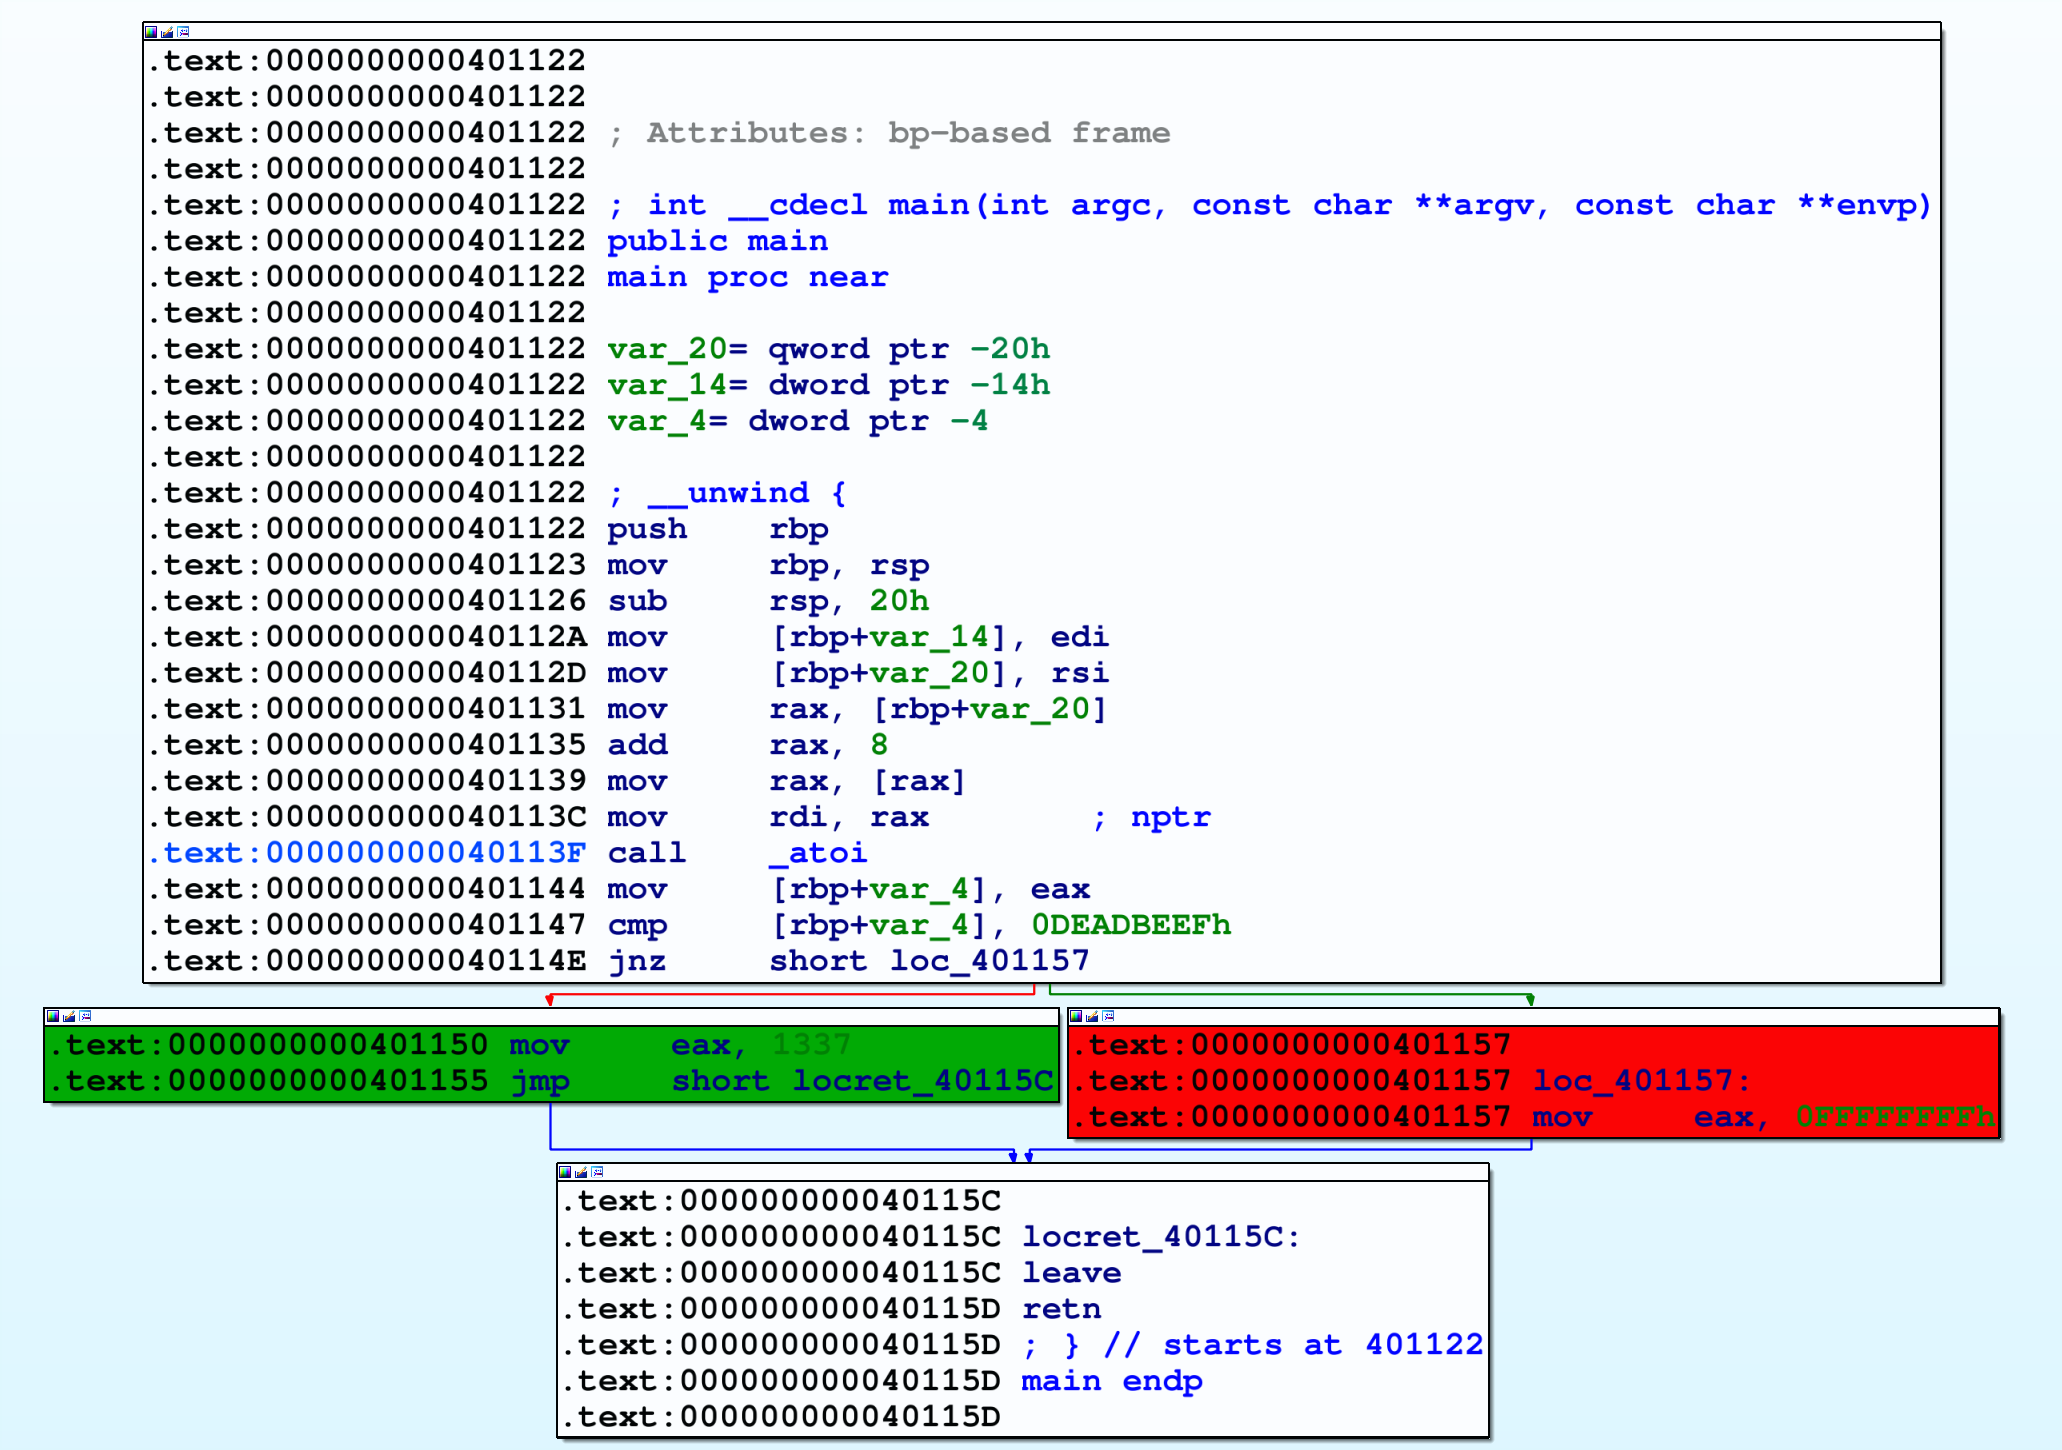 .text:0000000000401122
.text:0000000000401122
.text:0000000000401122 ; Attributes: bp-based frame
.text:0000000000401122
.text:0000000000401122 ; int __cdecl main(int argc, const char **argv, const char **envp)
.text:0000000000401122 public main
.text:0000000000401122 main proc near
.text:0000000000401122
.text:0000000000401122 var_20= qword ptr -20h
.text:0000000000401122 var_14= dword ptr -14h
.text:0000000000401122 var_4= dword ptr -4
.text:0000000000401122
.text:0000000000401122 ; __unwind {
.text:0000000000401122 push    rbp
.text:0000000000401123 mov     rbp, rsp
.text:0000000000401126 sub     rsp, 20h
.text:000000000040112A mov     [rbp+var_14], edi
.text:000000000040112D mov     [rbp+var_20], rsi
.text:0000000000401131 mov     rax, [rbp+var_20]
.text:0000000000401135 add     rax, 8
.text:0000000000401139 mov     rax, [rax]
.text:000000000040113C mov     rdi, rax        ; nptr
.text:000000000040113F call    _atoi
.text:0000000000401144 mov     [rbp+var_4], eax
.text:0000000000401147 cmp     [rbp+var_4], 0DEADBEEFh
.text:000000000040114E jnz     short loc_401157
.text:0000000000401150 mov     eax, 1337
.text:0000000000401155 jmp     short locret_40115C
.text:0000000000401157
.text:0000000000401157 loc_401157:
.text:0000000000401157 mov     eax, 0FFFFFFFFh
.text:000000000040115C
.text:000000000040115C locret_40115C:
.text:000000000040115C leave
.text:000000000040115D retn
.text:000000000040115D ; } // starts at 401122
.text:000000000040115D main endp
.text:000000000040115D